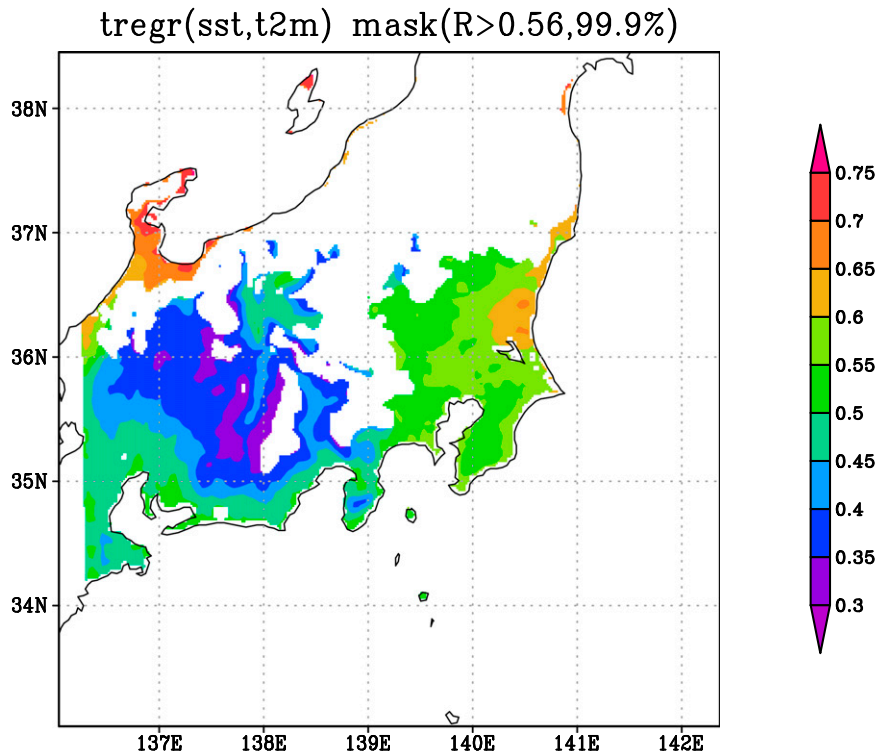 tregr(sst,t2m) mask(R>0.56,99.9%)
38N
37N
36N
35N
34N
137E 138E 139E 140E 141E 142E
0.75
0.7
0.65
0.6
0.55
0.5
0.45
0.4
0.35
0.3